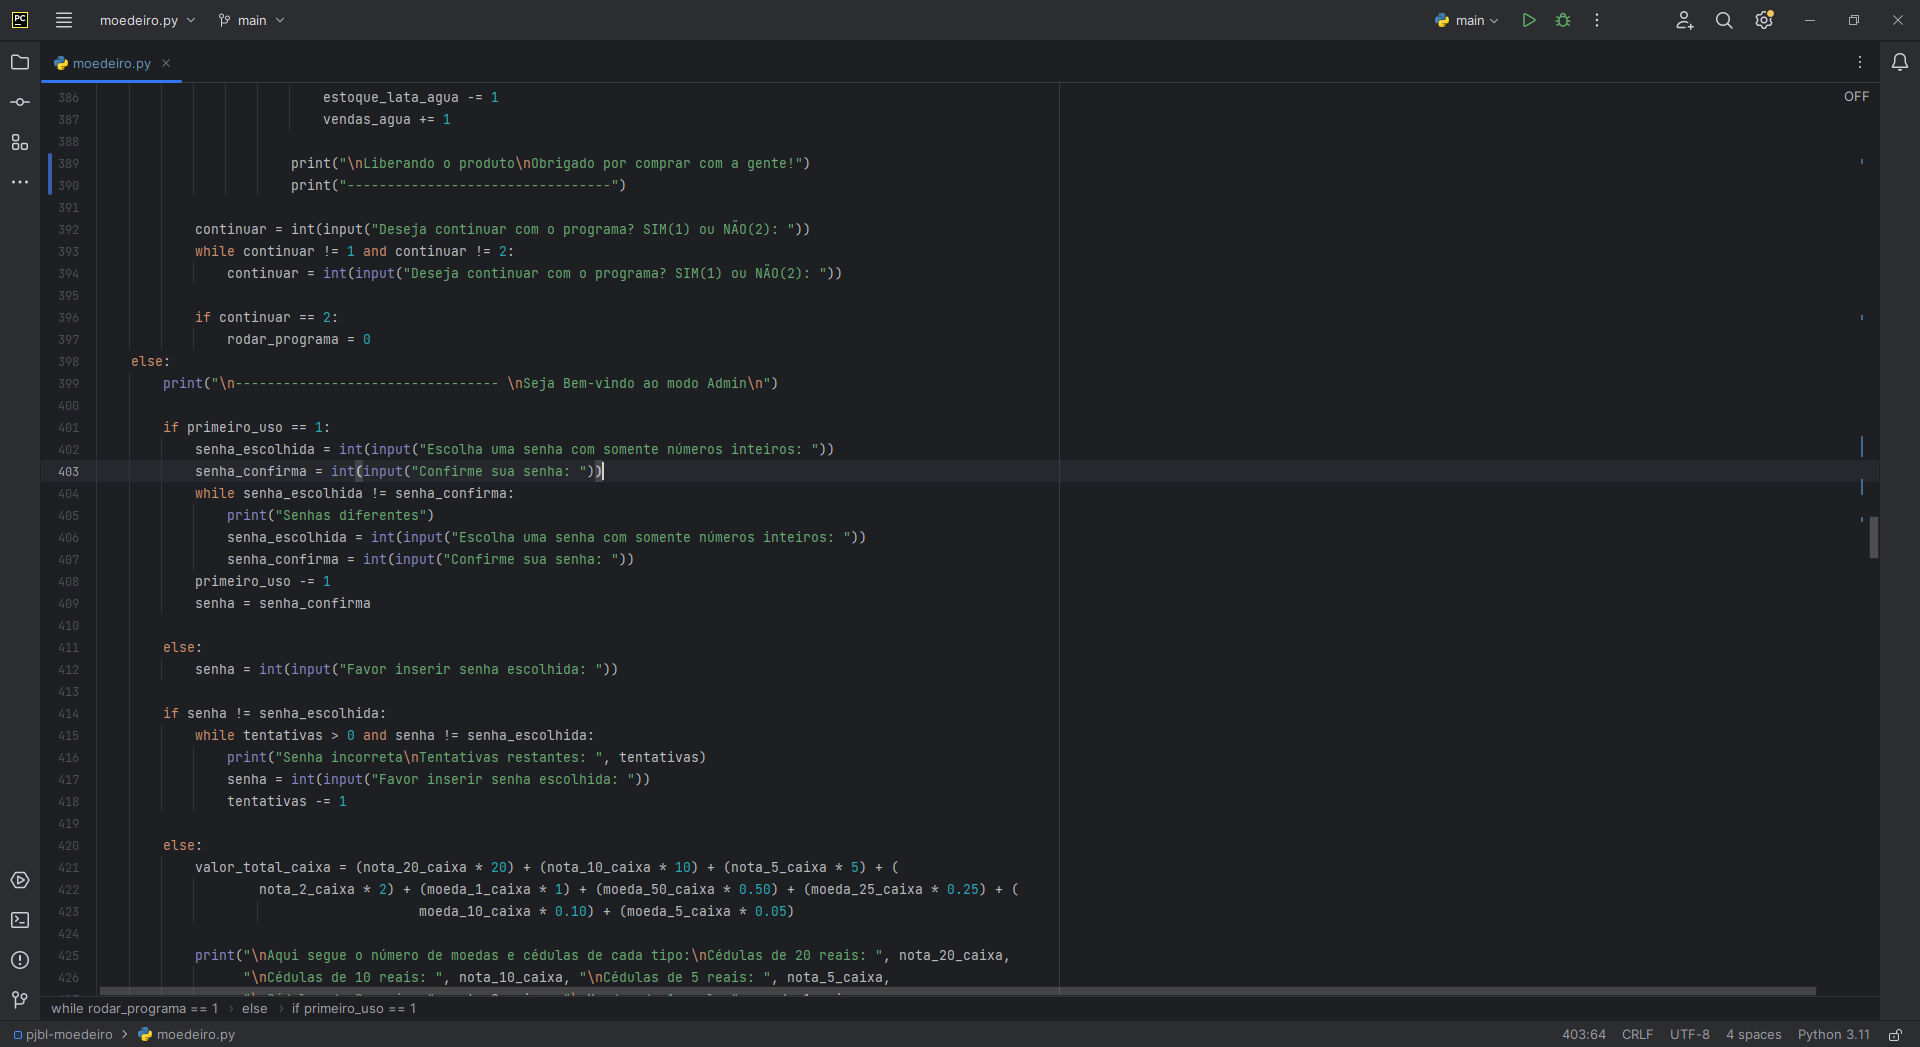 PC moedeiro.py main main
moedeiro.py
OFF
386 estoque_lata_agua -= 1
387 vendas_agua += 1
388
389 print("\nLiberando o produto\nObrigado por comprar com a gente!")
390 print("---------------------------------")
391
392 continuar = int(input("Deseja continuar com o programa? SIM(1) ou NÃO(2): "))
393 while continuar != 1 and continuar != 2:
394 continuar = int(input("Deseja continuar com o programa? SIM(1) ou NÃO(2): "))
395
396 if continuar == 2:
397 rodar_programa = 0
398 else:
399 print("\n--------------------------------- \nSeja Bem-vindo ao modo Admin\n")
400
401 if primeiro_uso == 1:
402 senha_escolhida = int(input("Escolha uma senha com somente números inteiros: "))
403 senha_confirma = int(input("Confirme sua senha: "))
404 while senha_escolhida != senha_confirma:
405 print("Senhas diferentes")
406 senha_escolhida = int(input("Escolha uma senha com somente números inteiros: "))
407 senha_confirma = int(input("Confirme sua senha: "))
408 primeiro_uso -= 1
409 senha = senha_confirma
410
411 else:
412 senha = int(input("Favor inserir senha escolhida: "))
413
414 if senha != senha_escolhida:
415 while tentativas > 0 and senha != senha_escolhida:
416 print("Senha incorreta\nTentativas restantes: ", tentativas)
417 senha = int(input("Favor inserir senha escolhida: "))
418 tentativas -= 1
419
420 else:
421 valor_total_caixa = (nota_20_caixa * 20) + (nota_10_caixa * 10) + (nota_5_caixa * 5) + (
422 nota_2_caixa * 2) + (moeda_1_caixa * 1) + (moeda_50_caixa * 0.50) + (moeda_25_caixa * 0.25) + (
423 moeda_10_caixa * 0.10) + (moeda_5_caixa * 0.05)
424
425 print("\nAqui segue o número de moedas e cédulas de cada tipo:\nCédulas de 20 reais: ", nota_20_caixa,
426 "\nCédulas de 10 reais: ", nota_10_caixa, "\nCédulas de 5 reais: ", nota_5_caixa,
while rodar_programa == 1 › else › if primeiro_uso == 1
pjbl-moedeiro > moedeiro.py 403:64 CRLF UTF-8 4 spaces Python 3.11